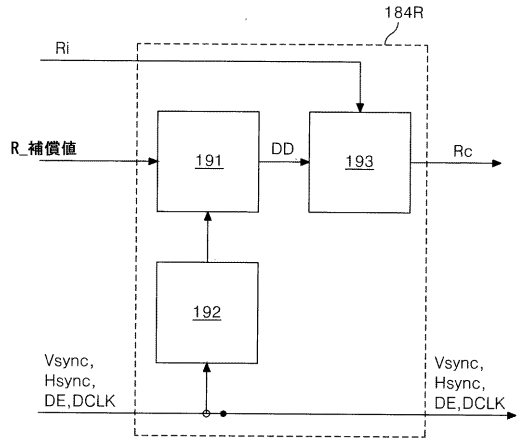 184R
Ri
R_補償値
191
DD
193
Rc
192
Vsync,
Hsync,
DE,DCLK
Vsync,
Hsync,
DE,DCLK